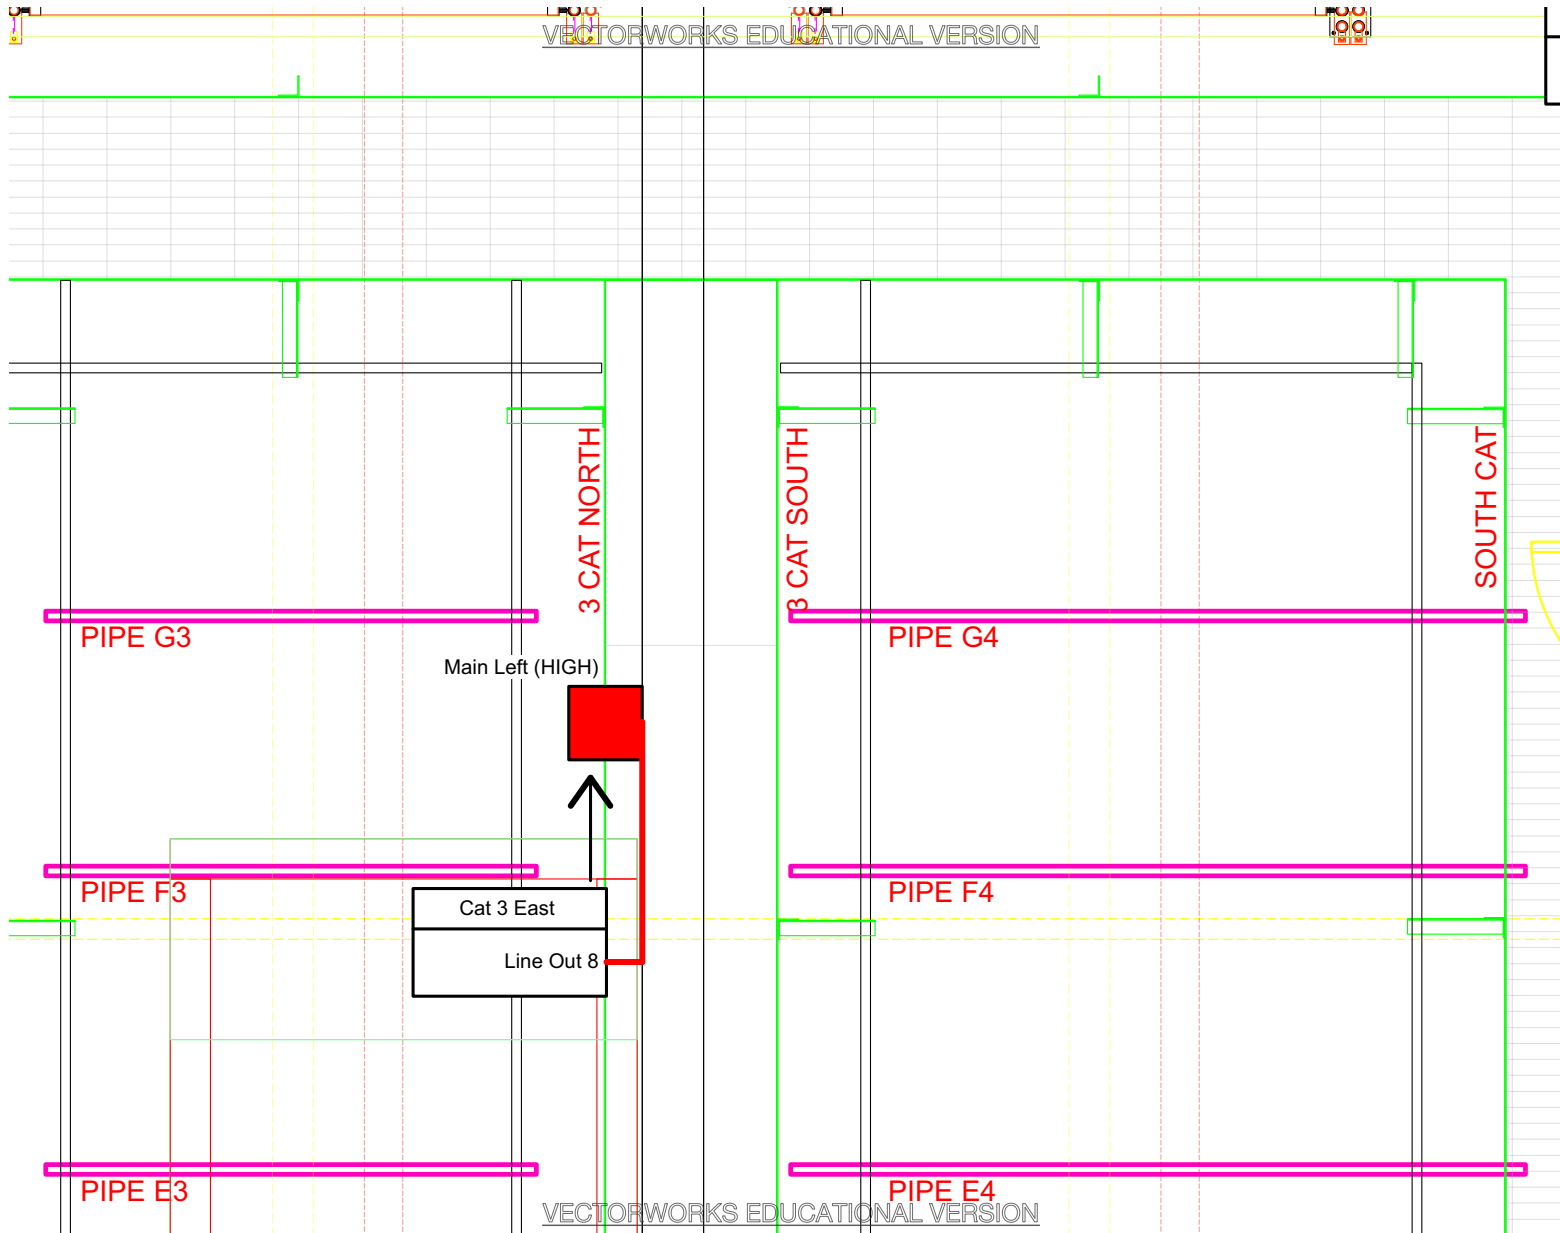 VECTORWORKS EDUCATIONAL VERSION
3 CAT NORTH
3 CAT SOUTH
SOUTH CAT
PIPE G3
PIPE G4
Main Left (HIGH)
PIPE F3
PIPE F4
Cat 3 East
Line Out 8
PIPE E3
PIPE E4
VECTORWORKS EDUCATIONAL VERSION